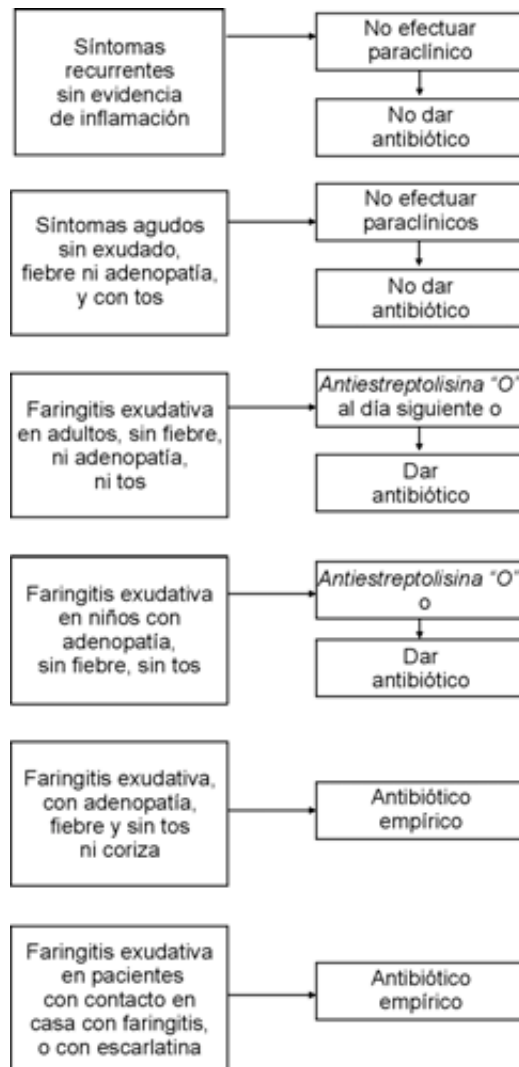 Síntomas
recurrentes
sin evidencia
de inflamación
No efectuar
paraclínico
No dar
antibiótico
Síntomas agudos
sin exudado,
fiebre ni adenopatía,
y con tos
No efectuar
paraclínicos
No dar
antibiótico
Faringitis exudativa
en adultos, sin fiebre,
ni adenopatía,
ni tos
Antiestreptolisina "O"
al día siguiente o
Dar
antibiótico
Faringitis exudativa
en niños con
adenopatía,
sin fiebre, sin tos
Antiestreptolisina "O"
o
Dar
antibiótico
Faringitis exudativa,
con adenopatía,
fiebre y sin tos
ni coriza
Antibiótico
empírico
Faringitis exudativa
en pacientes
con contacto en
casa con faringitis,
o con escarlatina
Antibiótico
empírico